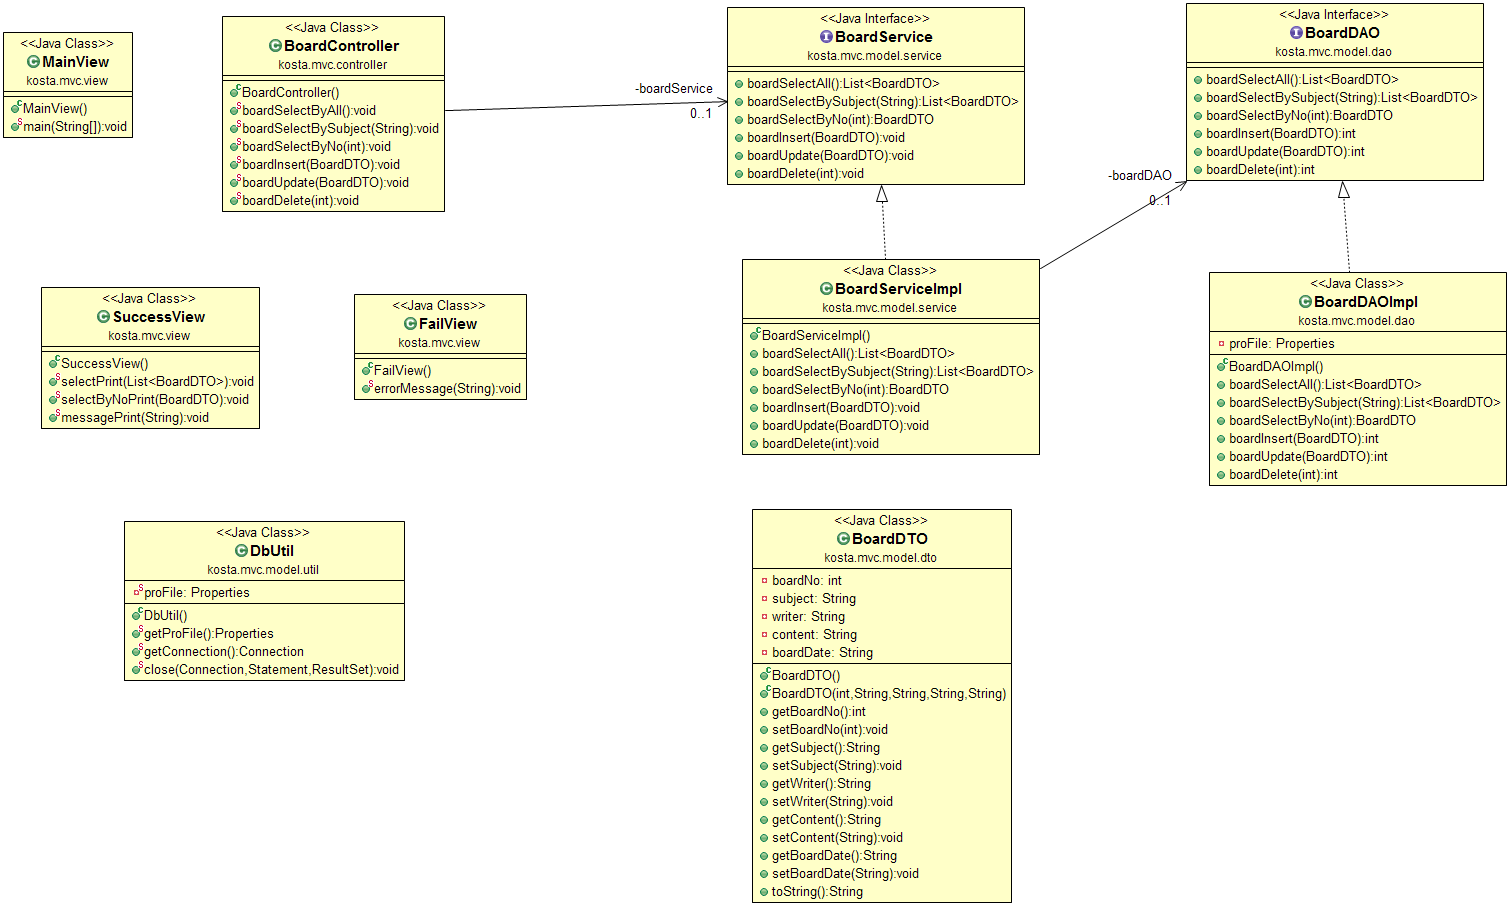 <<Java Class>>
MainView
kosta.mvc.view
MainView()
main(String[]):void
<<Java Class>>
BoardController
kosta.mvc.controller
BoardController()
boardSelectByAll():void
boardSelectBySubject(String):void
boardSelectByNo(int):void
boardInsert(BoardDTO):void
boardUpdate(BoardDTO):void
boardDelete(int):void
-boardService
0..1
<<Java Interface>>
BoardService
kosta.mvc.model.service
boardSelectAll():List<BoardDTO>
boardSelectBySubject(String):List<BoardDTO>
boardSelectByNo(int):BoardDTO
boardInsert(BoardDTO):void
boardUpdate(BoardDTO):void
boardDelete(int):void
<<Java Interface>>
BoardDAO
kosta.mvc.model.dao
boardSelectAll():List<BoardDTO>
boardSelectBySubject(String):List<BoardDTO>
boardSelectByNo(int):BoardDTO
boardInsert(BoardDTO):int
boardUpdate(BoardDTO):int
boardDelete(int):int
-boardDAO
0..1
<<Java Class>>
SuccessView
kosta.mvc.view
SuccessView()
selectPrint(List<BoardDTO>):void
selectByNoPrint(BoardDTO):void
messagePrint(String):void
<<Java Class>>
FailView
kosta.mvc.view
FailView()
errorMessage(String):void
<<Java Class>>
BoardServiceImpl
kosta.mvc.model.service
BoardServiceImpl()
boardSelectAll():List<BoardDTO>
boardSelectBySubject(String):List<BoardDTO>
boardSelectByNo(int):BoardDTO
boardInsert(BoardDTO):void
boardUpdate(BoardDTO):void
boardDelete(int):void
<<Java Class>>
BoardDAOImpl
kosta.mvc.model.dao
proFile: Properties
BoardDAOImpl()
boardSelectAll():List<BoardDTO>
boardSelectBySubject(String):List<BoardDTO>
boardSelectByNo(int):BoardDTO
boardInsert(BoardDTO):int
boardUpdate(BoardDTO):int
boardDelete(int):int
<<Java Class>>
DbUtil
kosta.mvc.model.util
proFile: Properties
DbUtil()
getProFile():Properties
getConnection():Connection
close(Connection,Statement,ResultSet):void
<<Java Class>>
BoardDTO
kosta.mvc.model.dto
boardNo: int
subject: String
writer: String
content: String
boardDate: String
BoardDTO()
BoardDTO(int,String,String,String,String)
getBoardNo():int
setBoardNo(int):void
getSubject():String
setSubject(String):void
getWriter():String
setWriter(String):void
getContent():String
setContent(String):void
getBoardDate():String
setBoardDate(String):void
toString():String